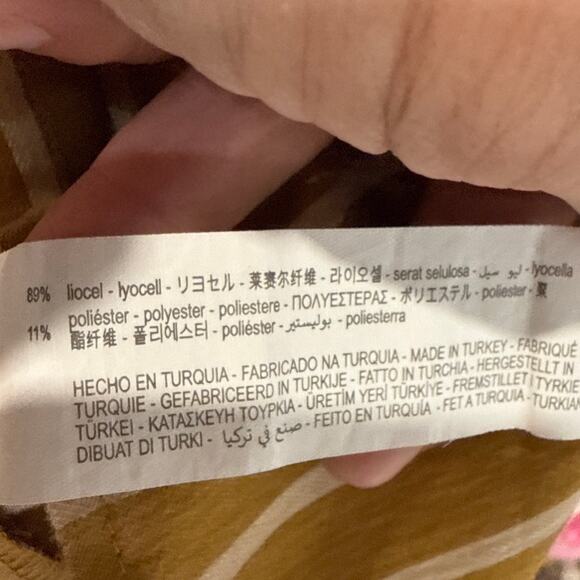 89% liocel - lyocell - リヨセル - 莱赛尔纤维 - 라이오셀 - serat selulosa - ليو سيل - lyocella
11% poliéster - polyester - poliestere - ΠΟΛΥΕΣΤΕΡΑΣ - ポリエステル - poliester - 聚
酯纤维 - 폴리에스터 - poliéster - بوليستير - poliesterra
HECHO EN TURQUIA - FABRICADO NA TURQUIA - MADE IN TURKEY - FABRIQUÉ
TURQUIE - GEFABRICEERD IN TURKIJE - FATTO IN TURCHIA - HERGESTELLT IN
TÜRKEI - ΚΑΤΑΣΚΕΥΗ ΤΟΥΡΚΙΑ - ÜRETİM YERİ TÜRKİYE - FREMSTILLET I TYRKIE
DIBUAT DI TURKI - صنع في تركيا - FEITO EN TURQUÍA - FET A TURQUIA - TURKIAN